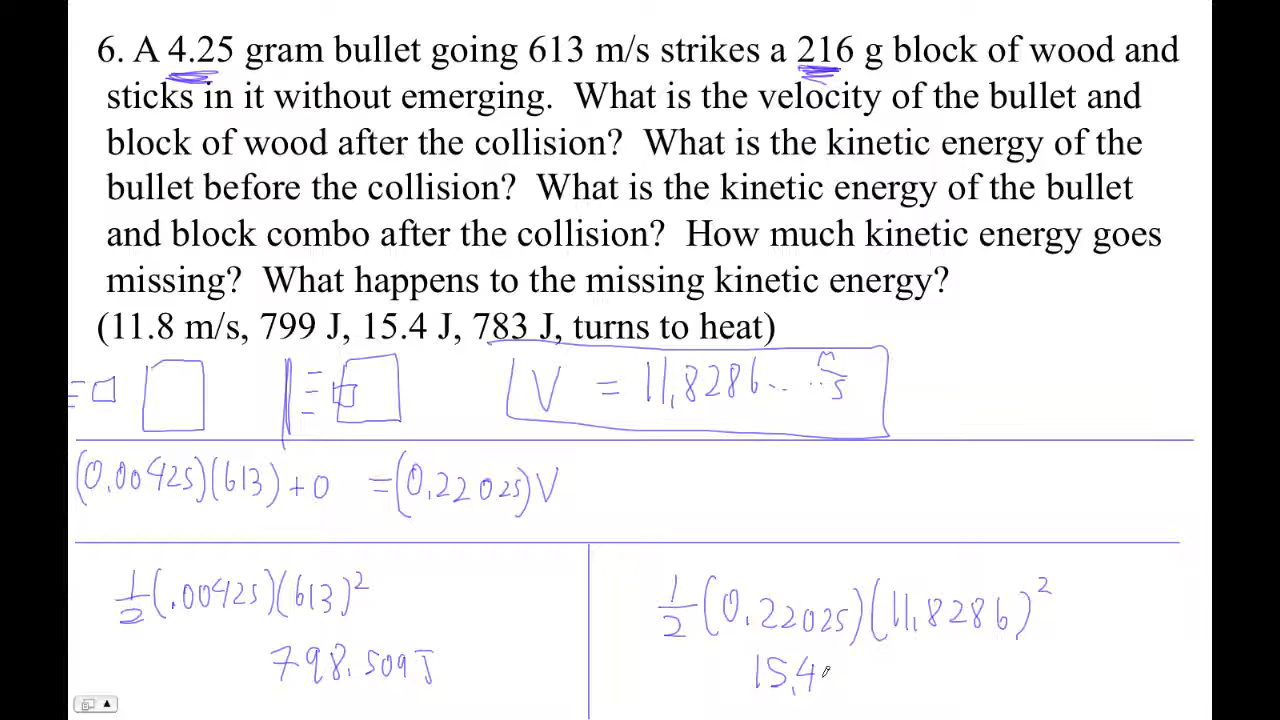 6. A 4.25 gram bullet going 613 m/s strikes a 216 g block of wood and
sticks in it without emerging.  What is the velocity of the bullet and
block of wood after the collision?  What is the kinetic energy of the
bullet before the collision?  What is the kinetic energy of the bullet
and block combo after the collision?  How much kinetic energy goes
missing?  What happens to the missing kinetic energy?
(11.8 m/s, 799 J, 15.4 J, 783 J, turns to heat)
V = 11.8286... .. m/s
(0.00425)(613) + 0 = (0.22025)V
1/2 (.00425)(613)²
798.509 J
1/2 (0.22025)(11.8286)²
15.4